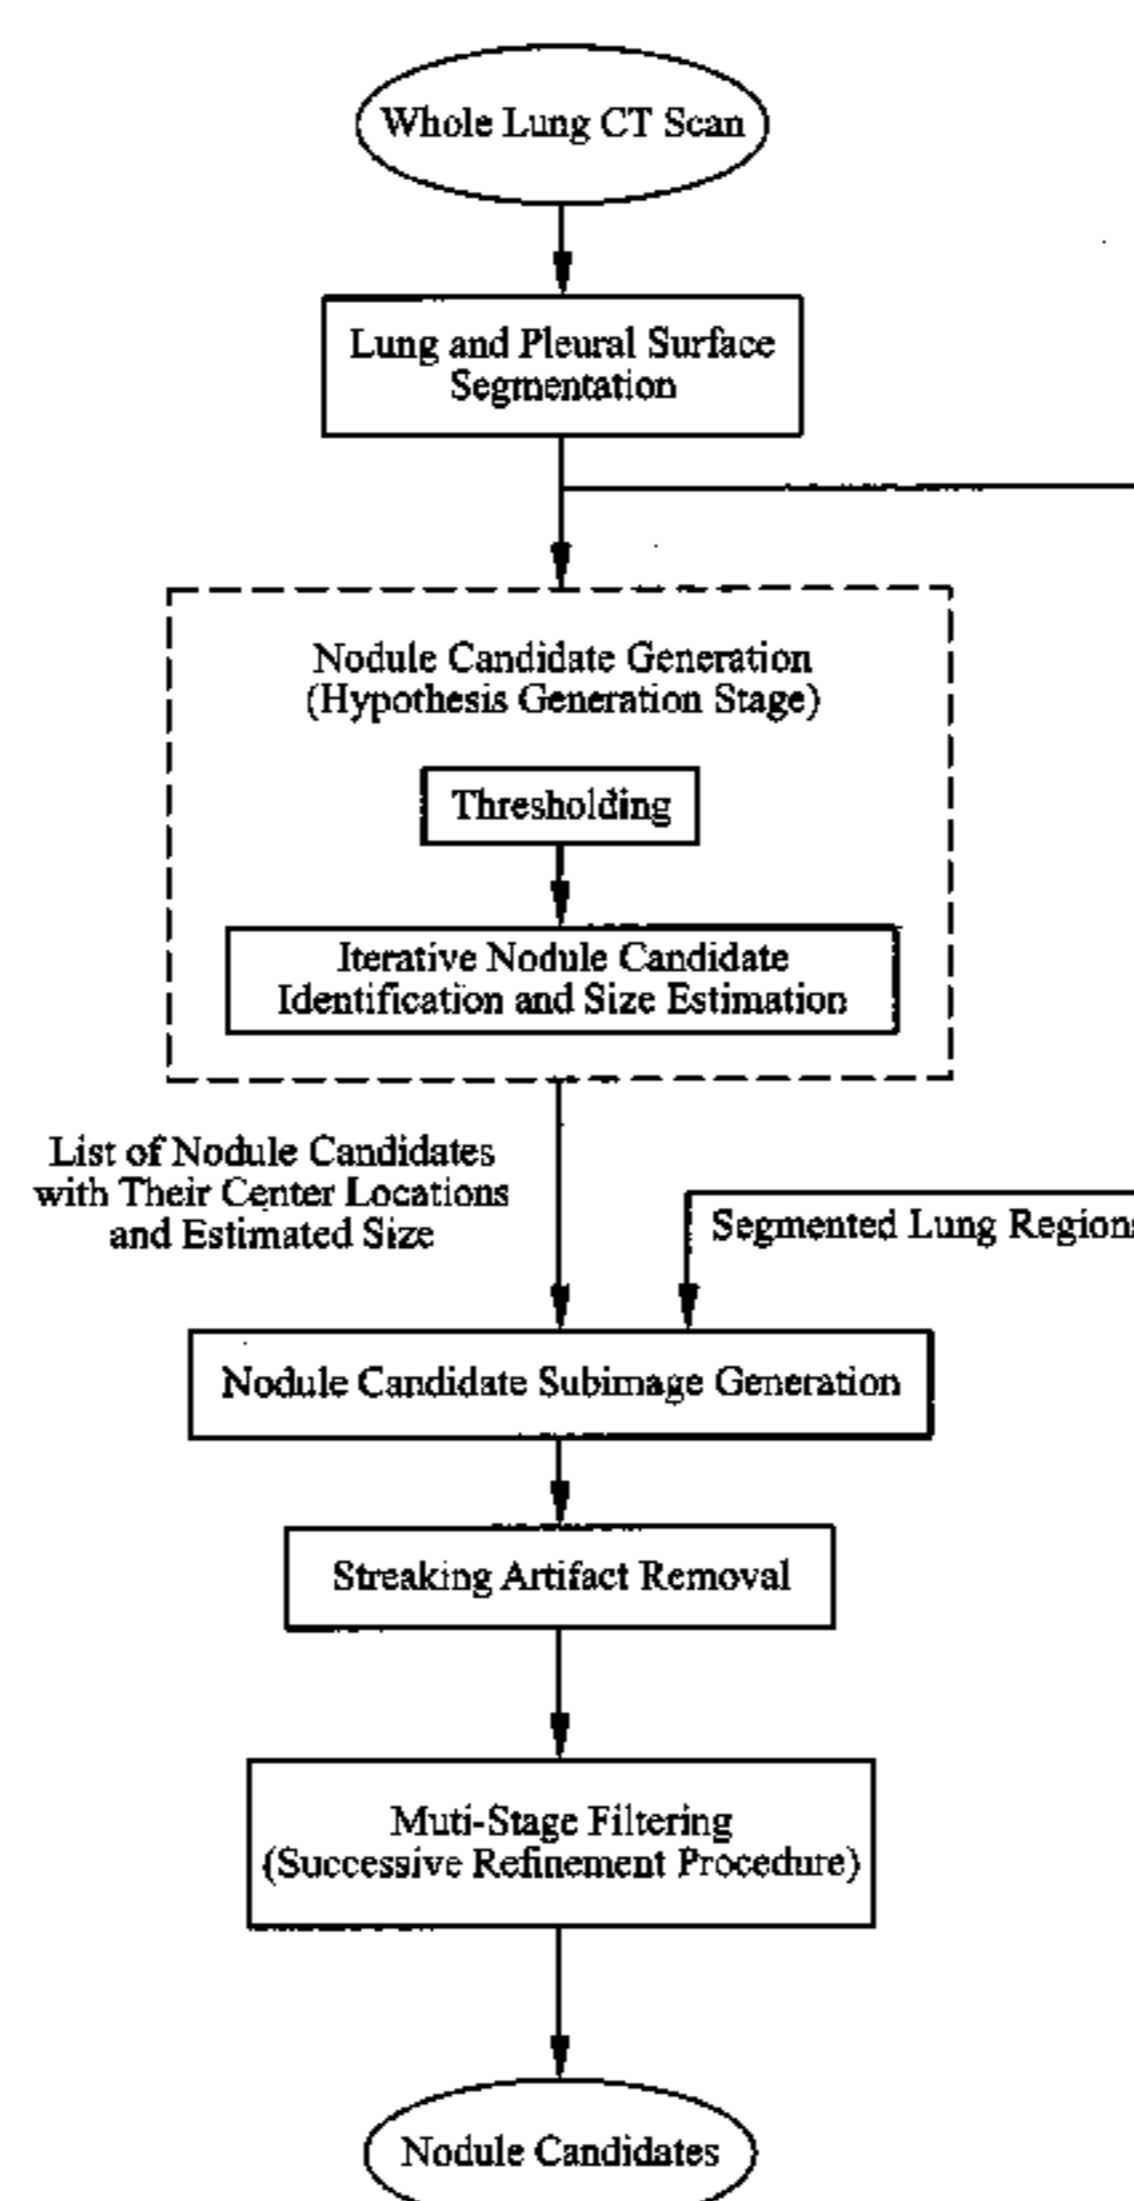 Whole Lung CT Scan
Lung and Pleural Surface
Segmentation
Nodule Candidate Generation
(Hypothesis Generation Stage)
Thresholding
Iterative Nodule Candidate
Identification and Size Estimation
List of Nodule Candidates
with Their Center Locations
and Estimated Size
Segmented Lung Regions
Nodule Candidate Subimage Generation
Streaking Artifact Removal
Muti-Stage Filtering
(Successive Refinement Procedure)
Nodule Candidates